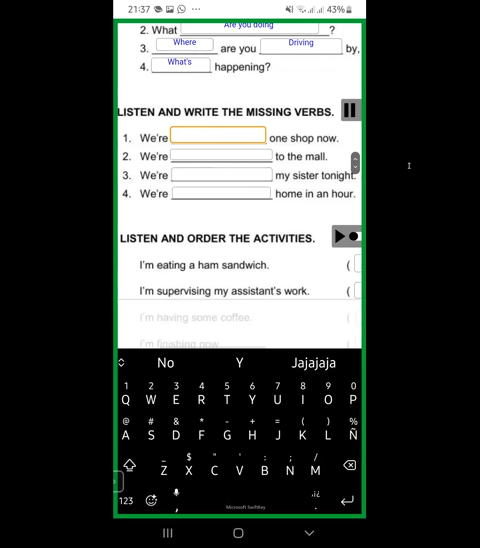 21:37 ... 43%
2. What Are you doing ?
3. Where are you Driving by,
4. What's happening?
LISTEN AND WRITE THE MISSING VERBS.
1. We're one shop now.
2. We're to the mall.
3. We're my sister tonight.
4. We're home in an hour.
LISTEN AND ORDER THE ACTIVITIES.
I'm eating a ham sandwich. (
I'm supervising my assistant's work. (
I'm having some coffee. (
I'm finishing now (
No Y Jajajaja
1 2 3 4 5 6 7 8 9 0
Q W E R T Y U I O P
@ # & * - + = ( ) %
A S D F G H J K L Ñ
_ $ " ' : ; /
Z X C V B N M
123 , Microsoft SwiftKey .!¿